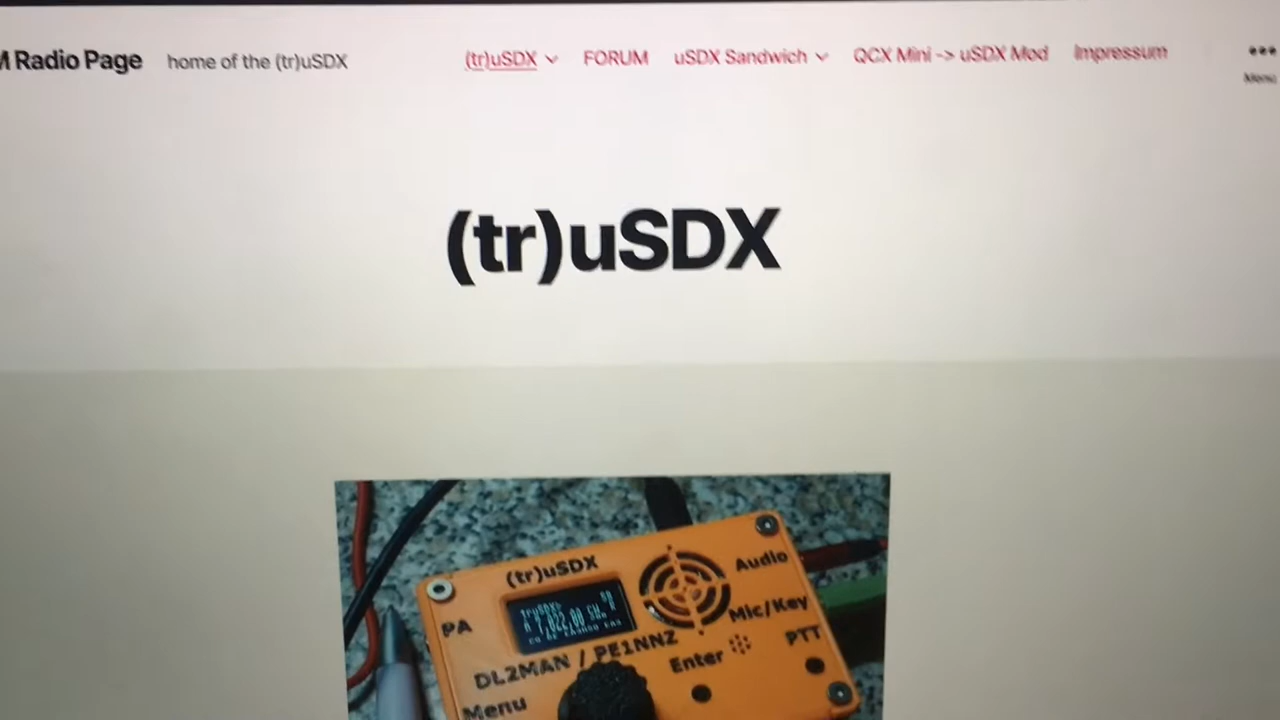 M Radio Page home of the (tr)uSDX (tr)uSDX FORUM uSDX Sandwich QCX Mini -> uSDX Mod Impressum
Menu
(tr)uSDX
(tr)uSDX
Audio
PA
Mic/Key
DL2MAN / PE1NNZ
Enter
PTT
Menu